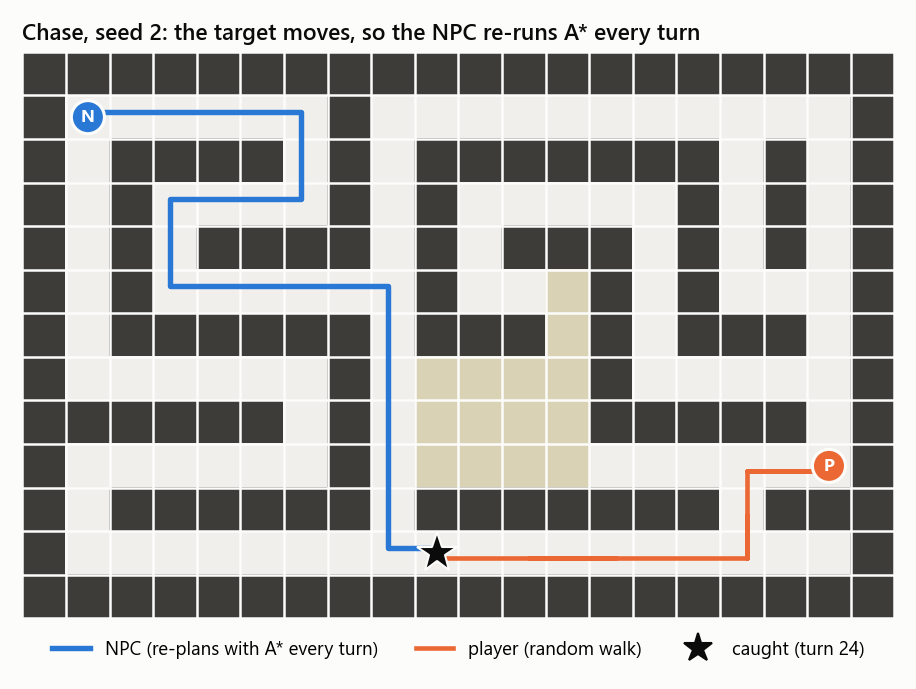 Chase, seed 2: the target moves, so the NPC re-runs A* every turn
N
P
NPC (re-plans with A* every turn)
player (random walk)
caught (turn 24)